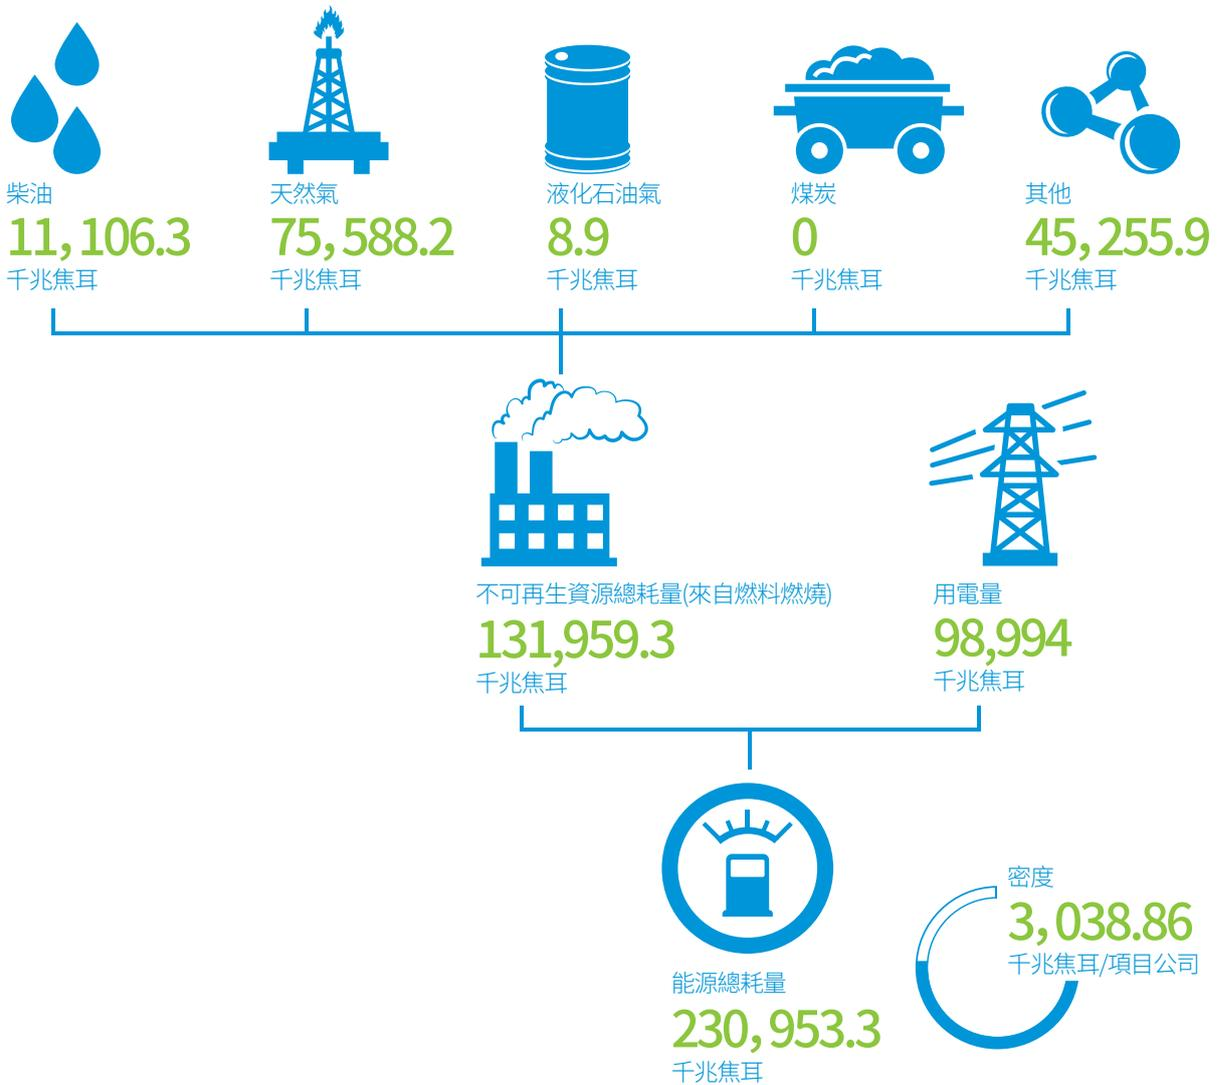 柴油
11,106.3
千兆焦耳
天然氣
75,588.2
千兆焦耳
液化石油氣
8.9
千兆焦耳
煤炭
0
千兆焦耳
其他
45,255.9
千兆焦耳
不可再生資源總耗量(來自燃料燃燒)
131,959.3
千兆焦耳
用電量
98,994
千兆焦耳
密度
3,038.86
千兆焦耳/項目公司
能源總耗量
230,953.3
千兆焦耳